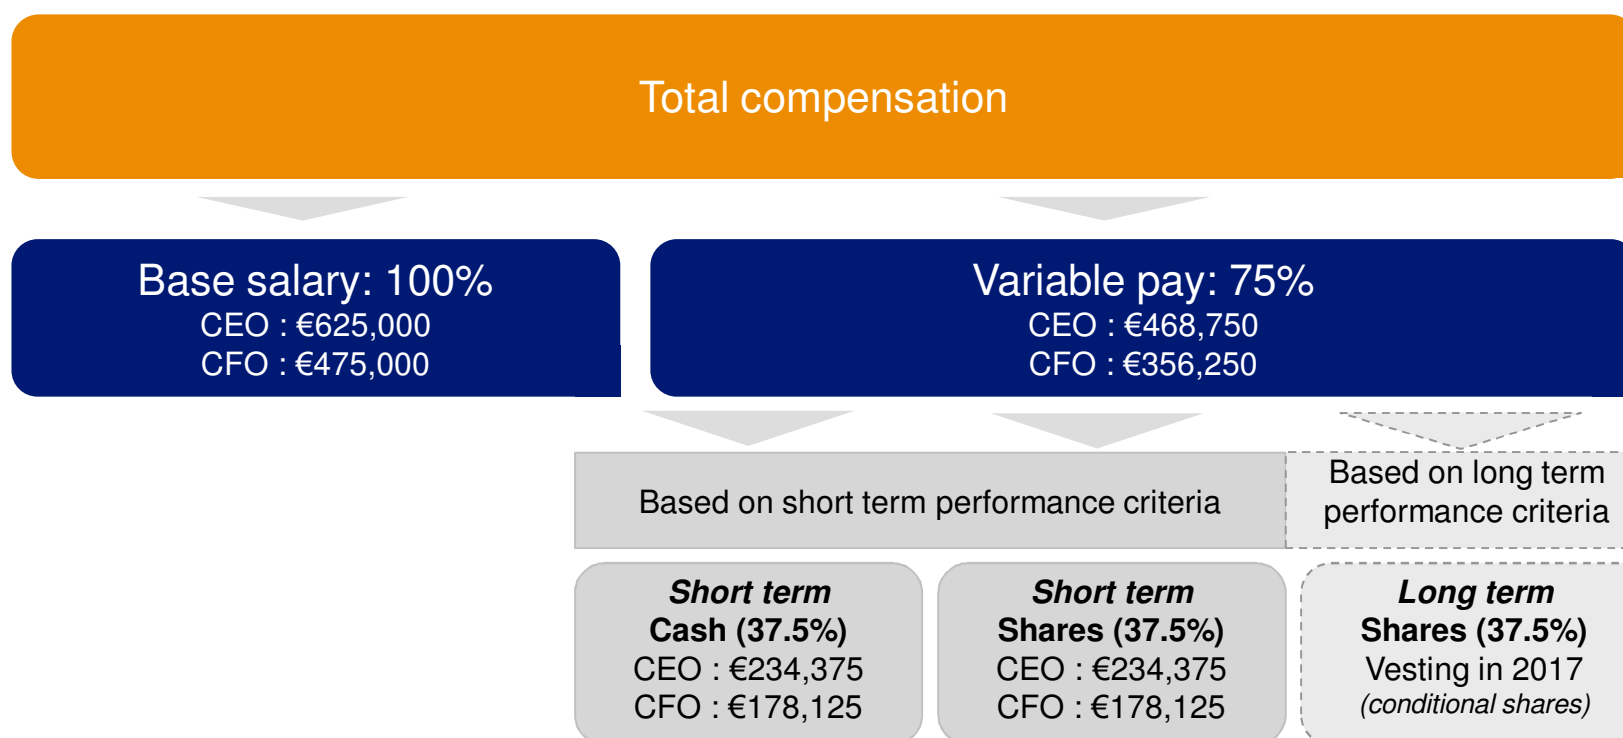 Total compensation
Base salary: 100%
CEO : €625,000
CFO : €475,000
Variable pay: 75%
CEO : €468,750
CFO : €356,250
Based on short term performance criteria
Based on long term
performance criteria
Short term
Cash (37.5%)
CEO : €234,375
CFO : €178,125
Short term
Shares (37.5%)
CEO : €234,375
CFO : €178,125
Long term
Shares (37.5%)
Vesting in 2017
(conditional shares)